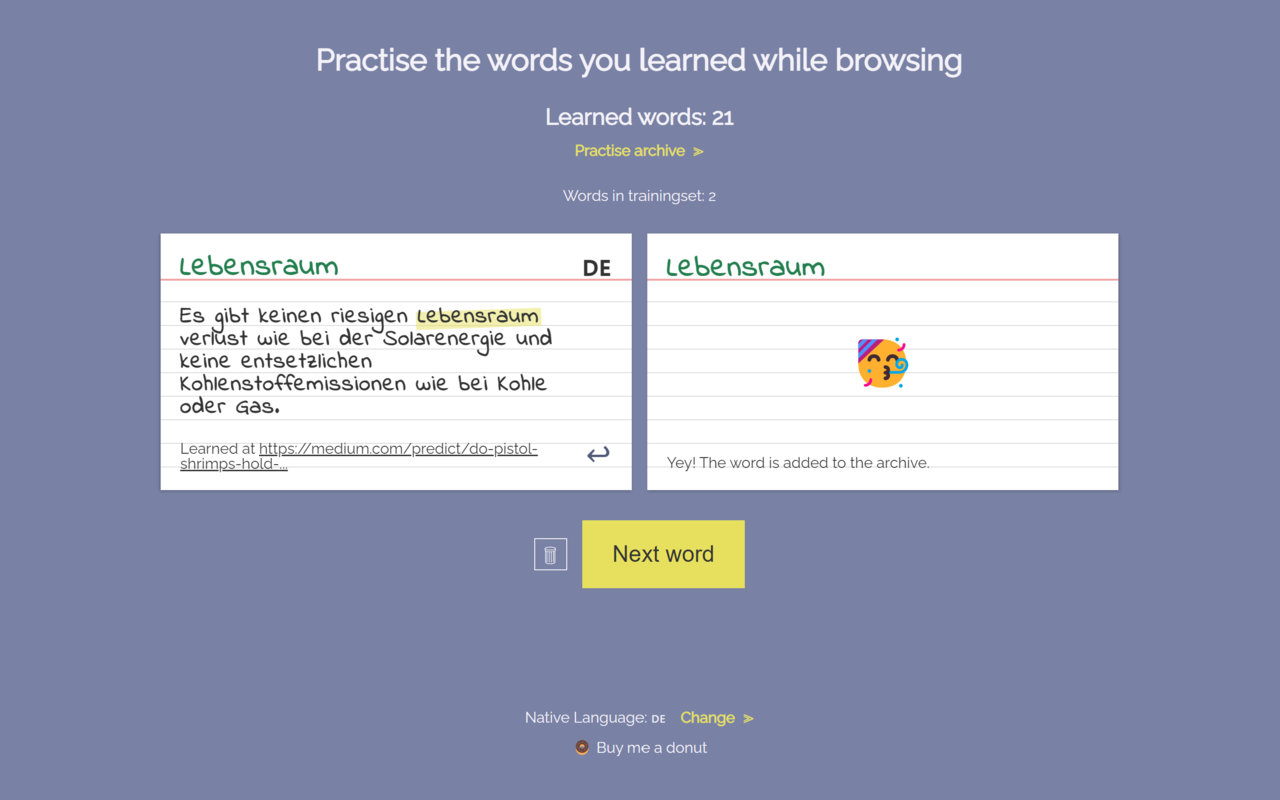 Practise the words you learned while browsing
Learned words: 21
Practise archive ⪢
Words in trainingset: 2
Lebensraum DE
Es gibt keinen riesigen Lebensraum
verlust wie bei der Solarenergie und
keine entsetzlichen
Kohlenstoffemissionen wie bei Kohle
oder Gas.
Learned at https://medium.com/predict/do-pistol-
shrimps-hold-...
Lebensraum
Yey! The word is added to the archive.
Next word
Native Language: DE Change ⪢
Buy me a donut